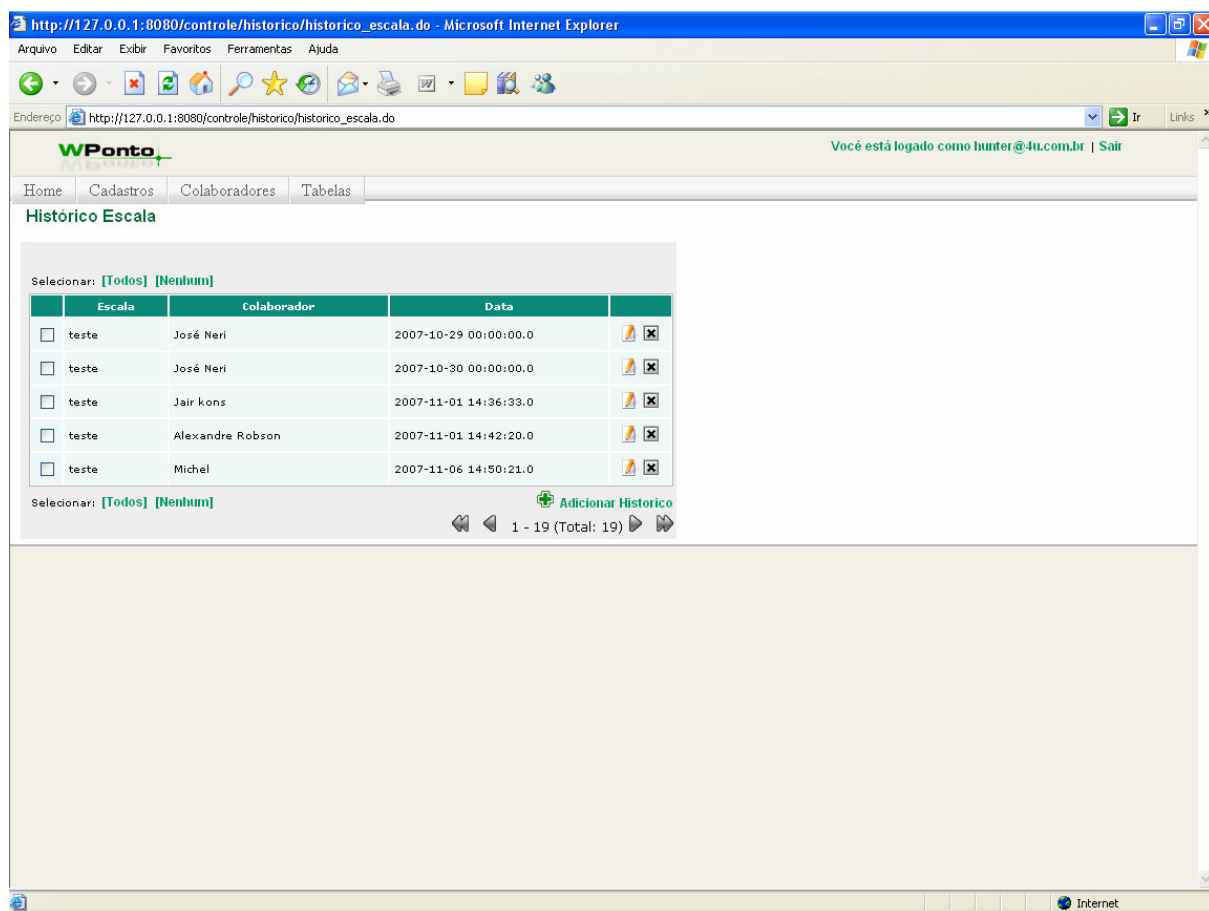 http://127.0.0.1:8080/controle/historico/historico_escala.do - Microsoft Internet Explorer
Arquivo Editar Exibir Favoritos Ferramentas Ajuda
Endereço http://127.0.0.1:8080/controle/historico/historico_escala.do Ir Links »
WPonto
Você está logado como hunter@4u.com.br | Sair
Home Cadastros Colaboradores Tabelas
Histórico Escala
Selecionar: [Todos] [Nenhum]
Escala Colaborador Data
teste José Neri 2007-10-29 00:00:00.0
teste José Neri 2007-10-30 00:00:00.0
teste Jair kons 2007-11-01 14:36:33.0
teste Alexandre Robson 2007-11-01 14:42:20.0
teste Michel 2007-11-06 14:50:21.0
Selecionar: [Todos] [Nenhum] Adicionar Historico
1 - 19 (Total: 19)
Internet